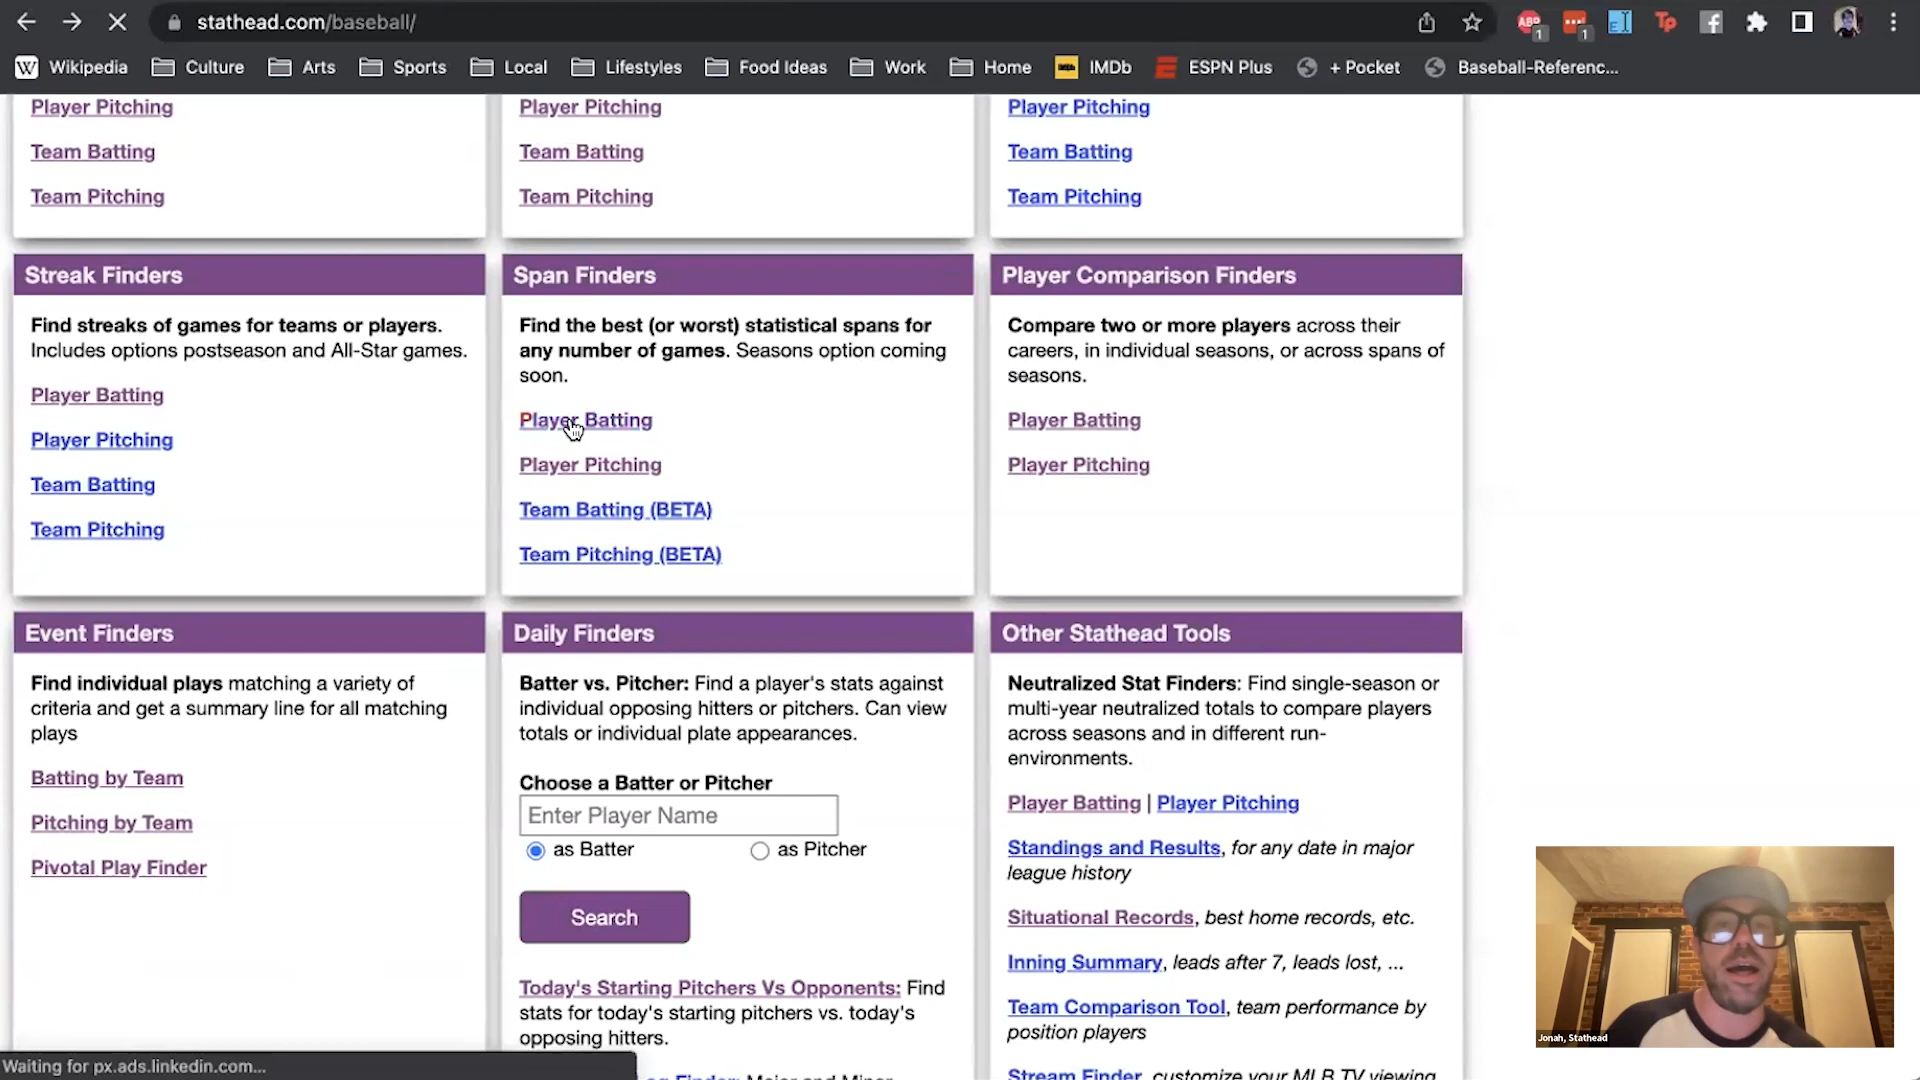 stathead.com/baseball/
1
1
Wikipedia
Culture
Arts
Sports
Local
Lifestyles
Food Ideas
Work
Home
IMDb
ESPN Plus
+ Pocket
Baseball-Referenc...
Player Pitching
Team Batting
Team Pitching
Player Pitching
Team Batting
Team Pitching
Player Pitching
Team Batting
Team Pitching
Streak Finders
Find streaks of games for teams or players.
Includes options postseason and All-Star games.
Player Batting
Player Pitching
Team Batting
Team Pitching
Span Finders
Find the best (or worst) statistical spans for
any number of games. Seasons option coming
soon.
Player Batting
Player Pitching
Team Batting (BETA)
Team Pitching (BETA)
Player Comparison Finders
Compare two or more players across their
careers, in individual seasons, or across spans of
seasons.
Player Batting
Player Pitching
Event Finders
Find individual plays matching a variety of
criteria and get a summary line for all matching
plays
Batting by Team
Pitching by Team
Pivotal Play Finder
Daily Finders
Batter vs. Pitcher: Find a player's stats against
individual opposing hitters or pitchers. Can view
totals or individual plate appearances.
Choose a Batter or Pitcher
Enter Player Name
as Batter
as Pitcher
Search
Today's Starting Pitchers Vs Opponents: Find
stats for today's starting pitchers vs. today's
opposing hitters.
Other Stathead Tools
Neutralized Stat Finders: Find single-season or
multi-year neutralized totals to compare players
across seasons and in different run-
environments.
Player Batting | Player Pitching
Standings and Results, for any date in major
league history
Situational Records, best home records, etc.
Inning Summary, leads after 7, leads lost, ...
Team Comparison Tool, team performance by
position players
Stream Finder, customize your MLB TV viewing
Jonah, Stathead
Waiting for px.ads.linkedin.com...